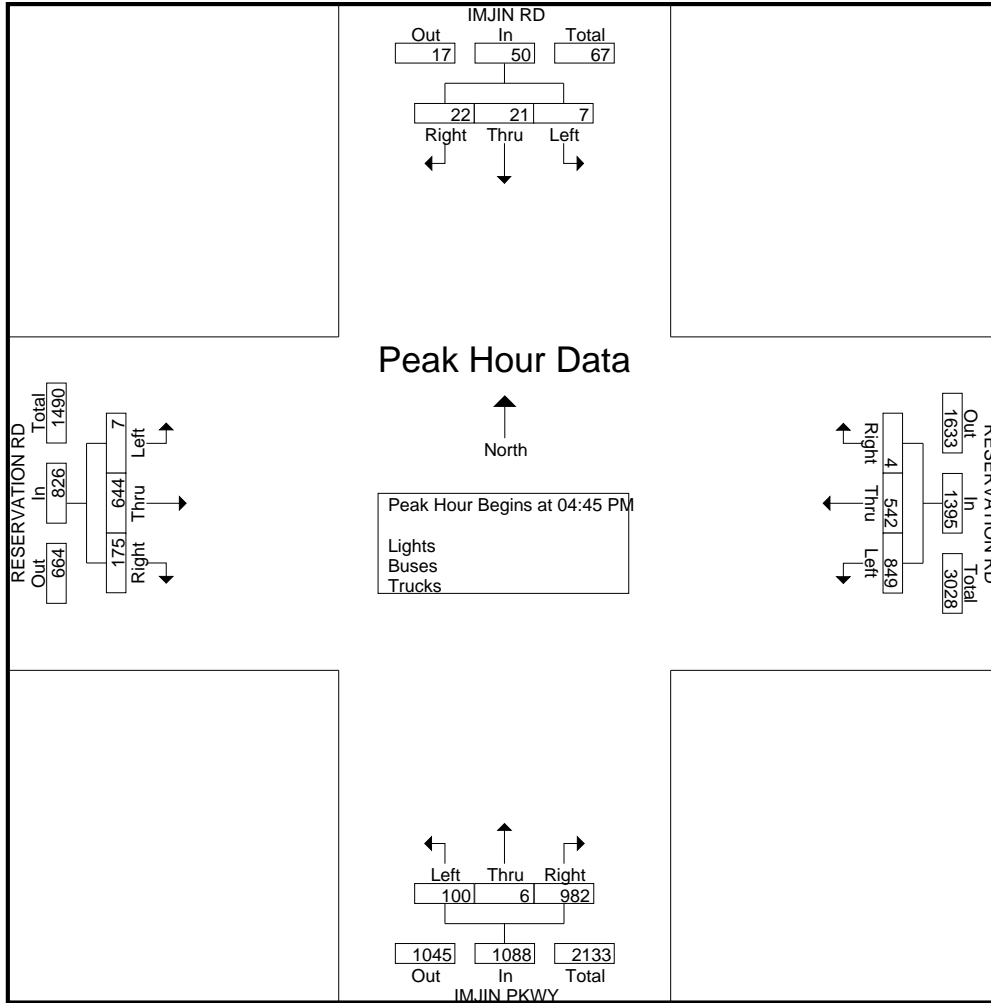 IMJIN RD
Out In Total
17 50 67
22 21 7
Right Thru Left
Peak Hour Data
North
Peak Hour Begins at 04:45 PM
Lights
Buses
Trucks
RESERVATION RD
Out In Total
664 826 1490
7 644 175
Left Thru Right
RESERVATION RD
Out In Total
1633 1395 3028
Right Thru Left
4 542 849
Left Thru Right
100 6 982
1045 1088 2133
Out In Total
IMJIN PKWY